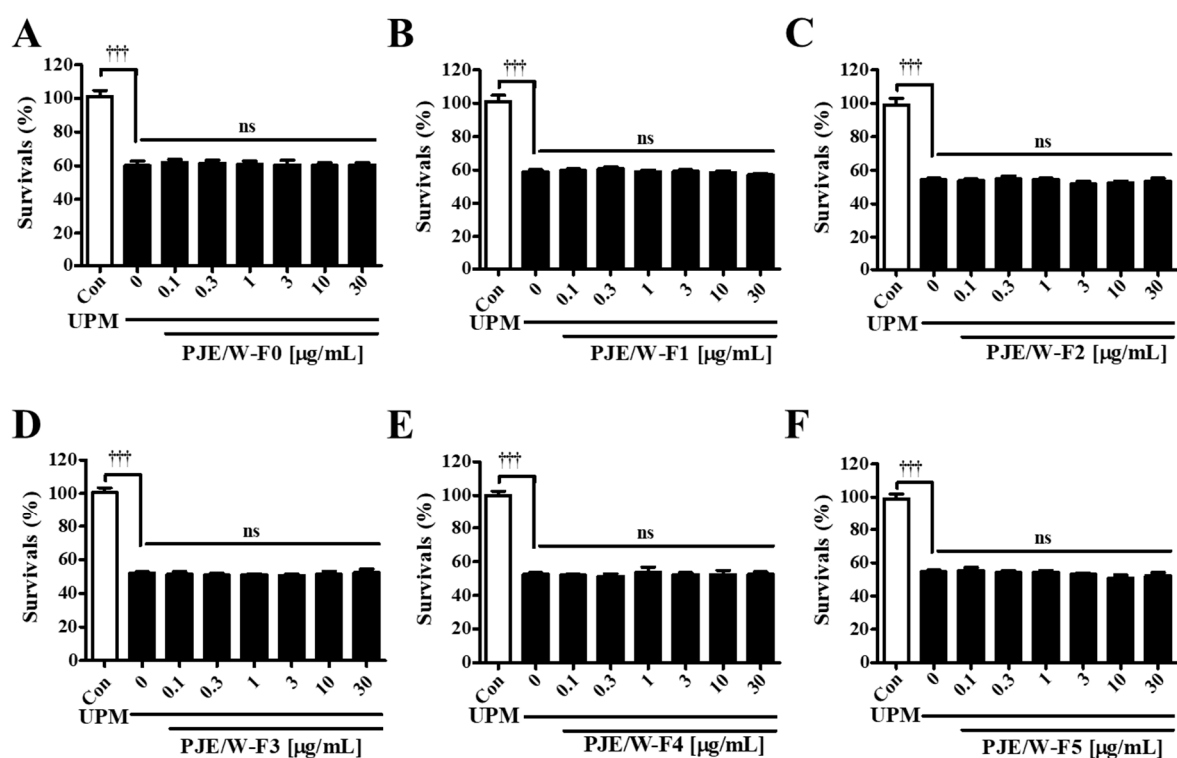 A
†††
Survivals (%)
120
100
80
60
40
20
0
ns
Con
0
0.1
0.3
1
3
10
30
UPM
PJE/W-F0 [µg/mL]
B
†††
Survivals (%)
120
100
80
60
40
20
0
ns
Con
0
0.1
0.3
1
3
10
30
UPM
PJE/W-F1 [µg/mL]
C
†††
Survivals (%)
120
100
80
60
40
20
0
ns
Con
0
0.1
0.3
1
3
10
30
UPM
PJE/W-F2 [µg/mL]
D
†††
Survivals (%)
120
100
80
60
40
20
0
ns
Con
0
0.1
0.3
1
3
10
30
UPM
PJE/W-F3 [µg/mL]
E
†††
Survivals (%)
120
100
80
60
40
20
0
ns
Con
0
0.1
0.3
1
3
10
30
UPM
PJE/W-F4 [µg/mL]
F
†††
Survivals (%)
120
100
80
60
40
20
0
ns
Con
0
0.1
0.3
1
3
10
30
UPM
PJE/W-F5 [µg/mL]